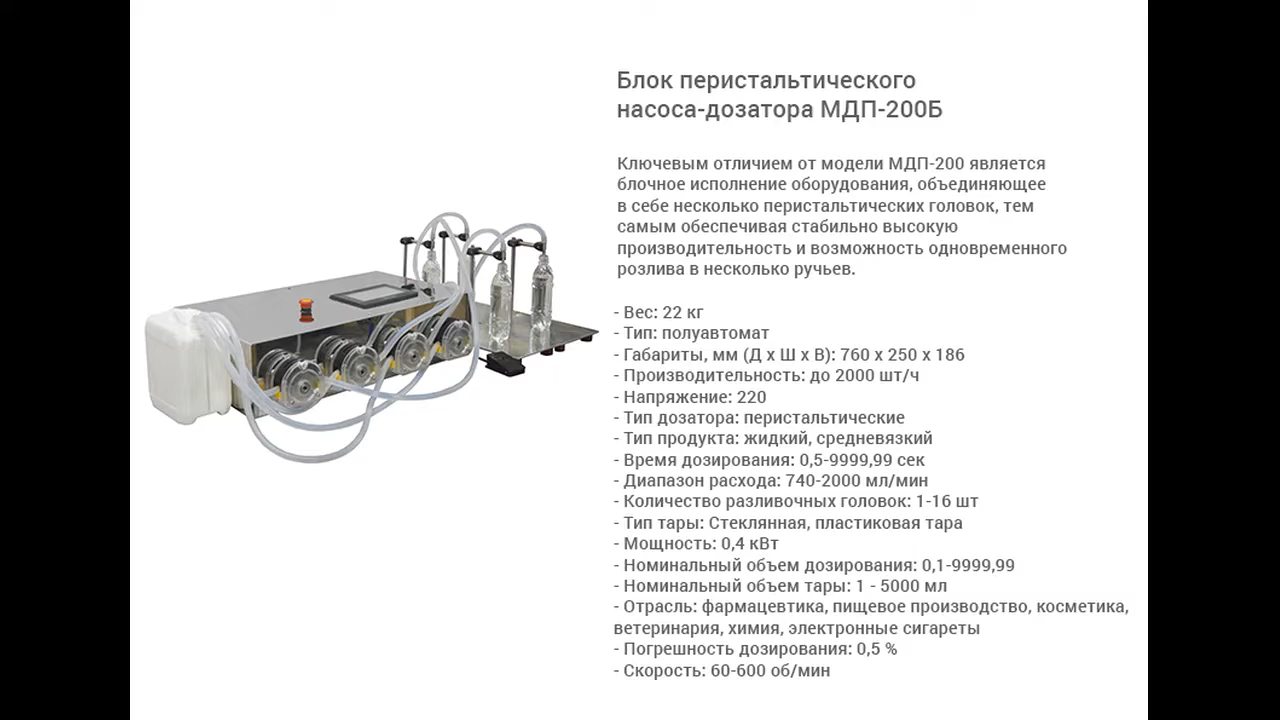 Блок перистальтического
насоса-дозатора МДП-200Б
Ключевым отличием от модели МДП-200 является
блочное исполнение оборудования, объединяющее
в себе несколько перистальтических головок, тем
самым обеспечивая стабильно высокую
производительность и возможность одновременного
розлива в несколько ручьев.
- Вес: 22 кг
- Тип: полуавтомат
- Габариты, мм (Д х Ш х В): 760 х 250 х 186
- Производительность: до 2000 шт/ч
- Напряжение: 220
- Тип дозатора: перистальтические
- Тип продукта: жидкий, средневязкий
- Время дозирования: 0,5-9999,99 сек
- Диапазон расхода: 740-2000 мл/мин
- Количество разливочных головок: 1-16 шт
- Тип тары: Стеклянная, пластиковая тара
- Мощность: 0,4 кВт
- Номинальный объем дозирования: 0,1-9999,99
- Номинальный объем тары: 1 - 5000 мл
- Отрасль: фармацевтика, пищевое производство, косметика,
ветеринария, химия, электронные сигареты
- Погрешность дозирования: 0,5 %
- Скорость: 60-600 об/мин